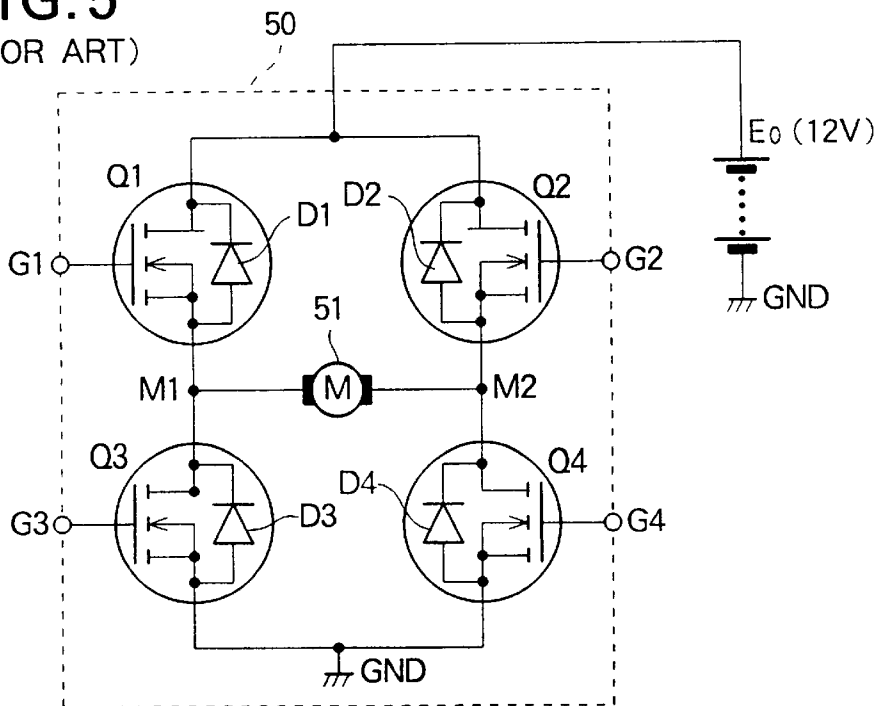 IG. 5
OR ART)
50
E0 (12V)
Q1
D1
D2
Q2
G1
G2
GND
51
M1
M
M2
Q3
D3
D4
Q4
G3
G4
GND